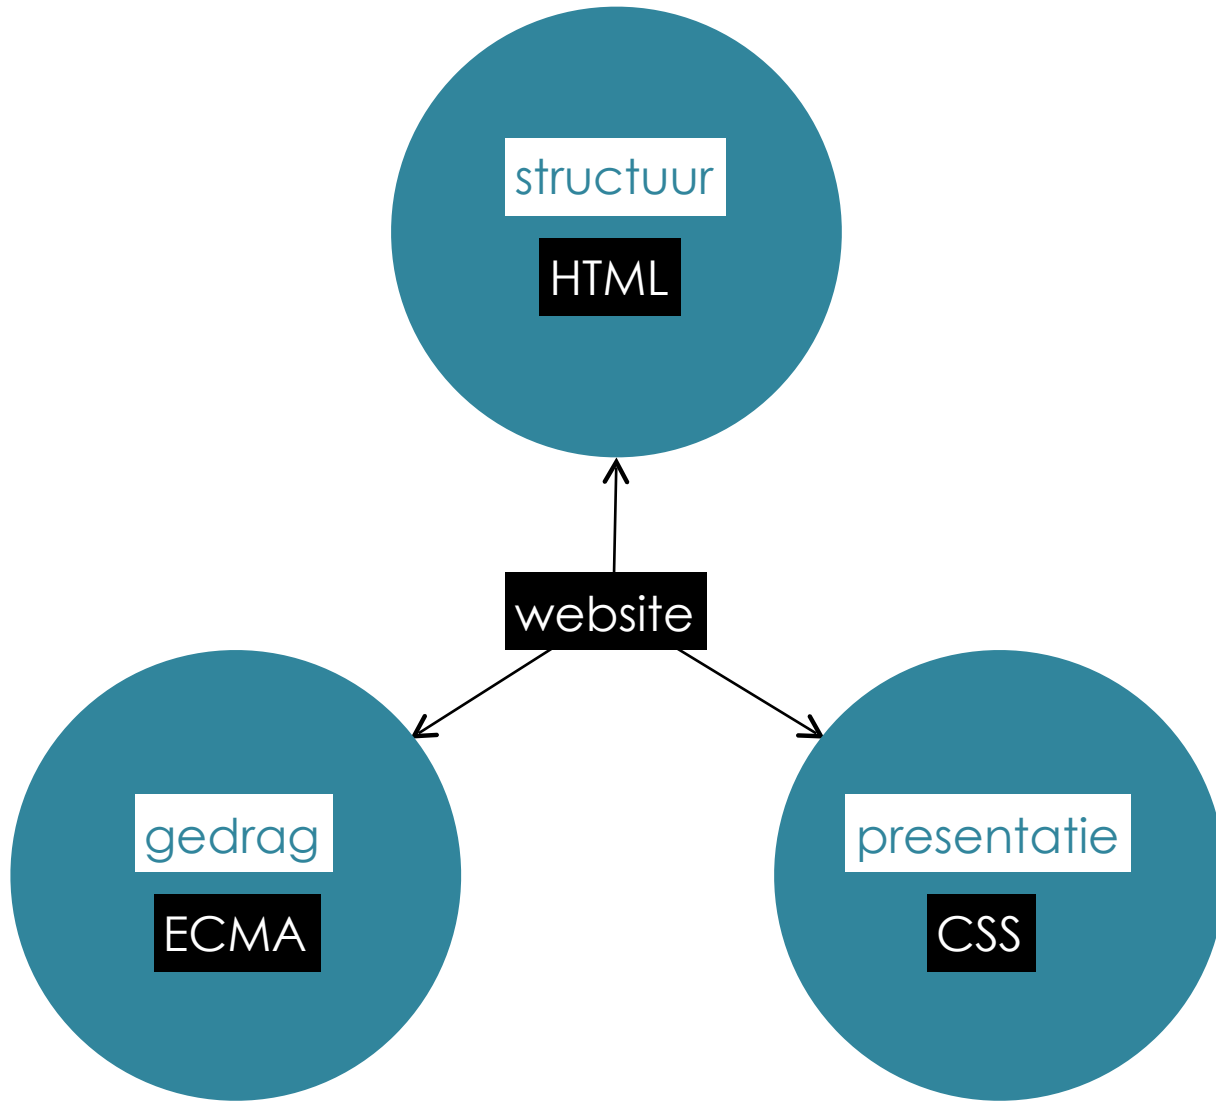 structuur
HTML
website
gedrag
ECMA
presentatie
CSS